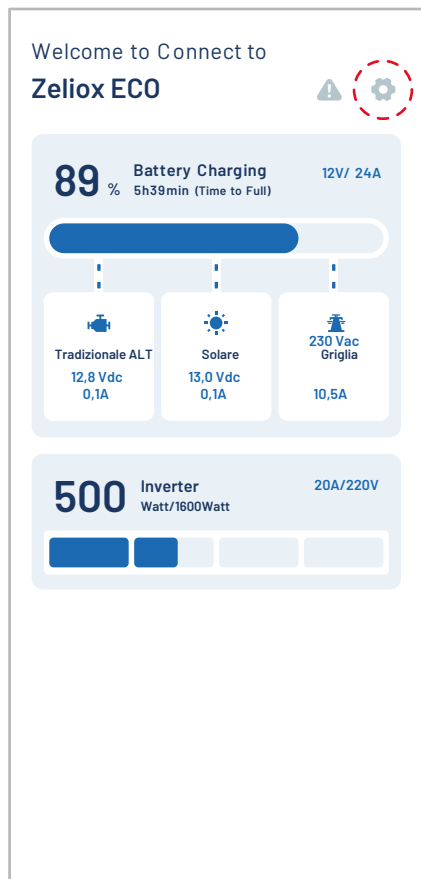 Welcome to Connect to
Zeliox ECO
89 %
Battery Charging
5h39min (Time to Full)
12V/ 24A
Tradizionale ALT
12,8 Vdc
0,1A
Solare
13,0 Vdc
0,1A
230 Vac
Griglia
10,5A
500
Inverter
Watt/1600Watt
20A/220V